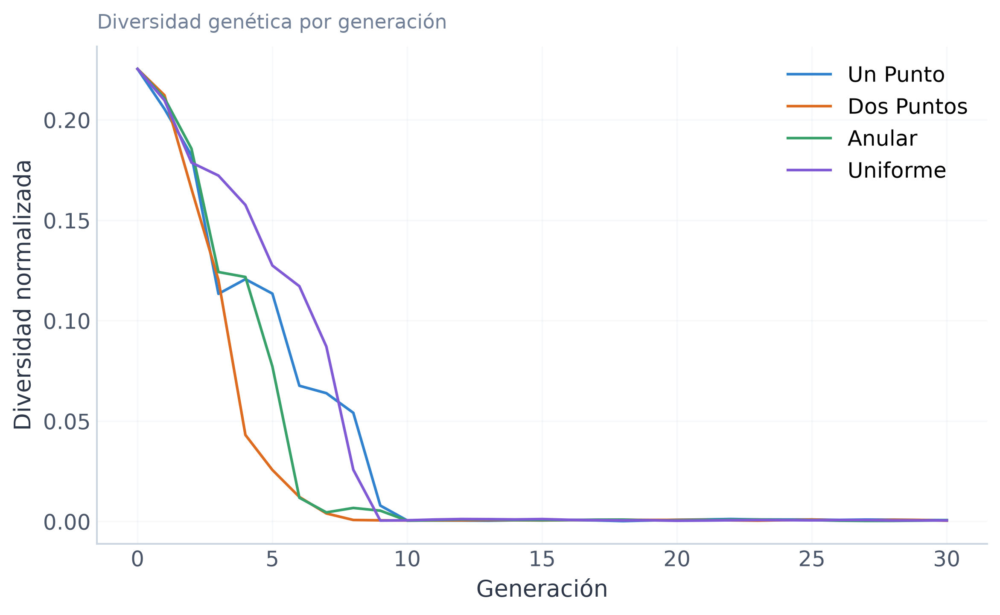 Diversidad genética por generación
Un Punto
Dos Puntos
Anular
Uniforme
Diversidad normalizada
0.20
0.15
0.10
0.05
0.00
0 5 10 15 20 25 30
Generación